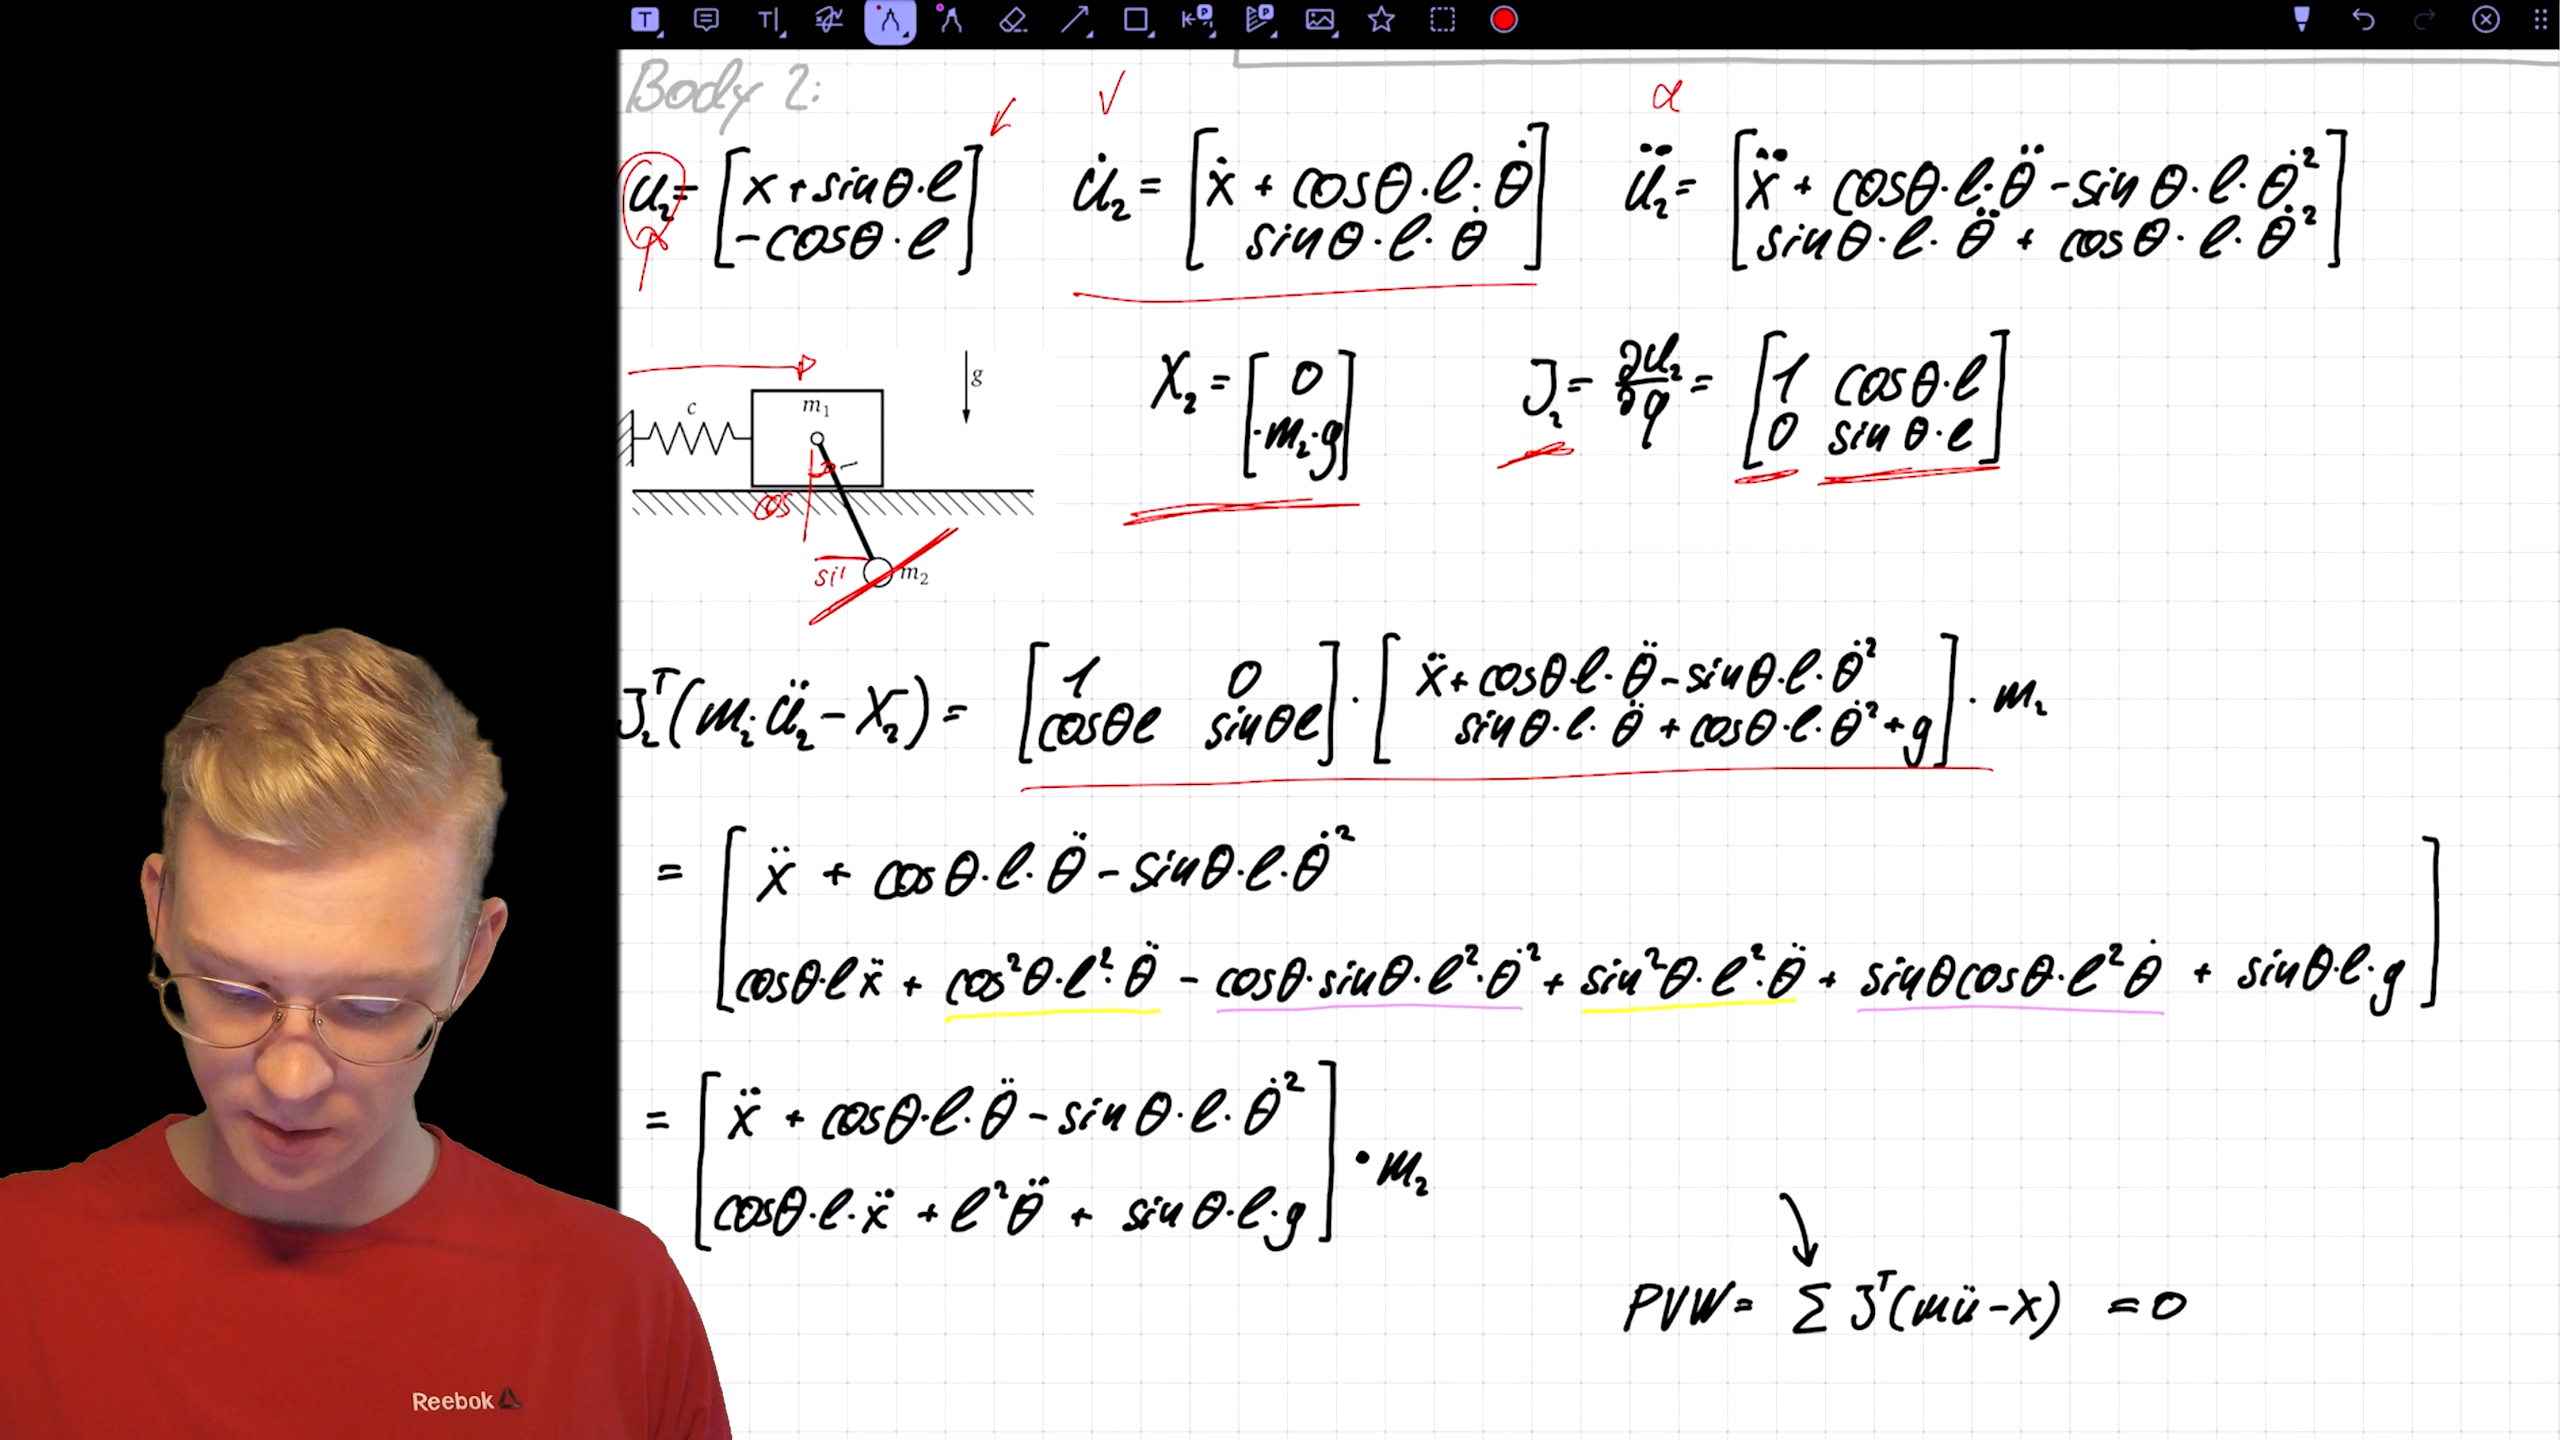 Body 2:
v
α
u₂ = [x + sinθ·l
-cosθ·l]
u̇₂ = [ẋ + cosθ·l·θ̇
sinθ·l·θ̇]
ü₂ = [ẍ + cosθ·l·θ̈ - sinθ·l·θ̇²
sinθ·l·θ̈ + cosθ·l·θ̇²]
g
c
m₁
cos
sin
m₂
X₂ = [0
-m₂·g]
J₂ = ∂u₂/∂q = [1 cosθ·l
0 sinθ·l]
J₂ᵀ(m₂ü₂ - X₂) = [1 0
cosθl sinθl] · [ẍ + cosθ·l·θ̈ - sinθ·l·θ̇²
sinθ·l·θ̈ + cosθ·l·θ̇² + g] · m₂
= [ẍ + cosθ·l·θ̈ - sinθ·l·θ̇²
cosθ·lẍ + cos²θ·l²·θ̈ - cosθ·sinθ·l²·θ̇² + sin²θ·l²·θ̈ + sinθcosθ·l²θ̇ + sinθ·l·g]
= [ẍ + cosθ·l·θ̈ - sinθ·l·θ̇²
cosθ·l·ẍ + l²θ̈ + sinθ·l·g] · m₂
PVW = Σ Jᵀ(mü - X) = 0
Reebok